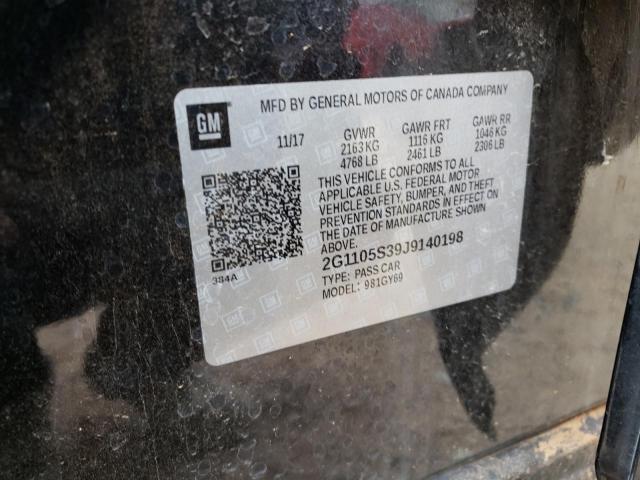 GM
MFD BY GENERAL MOTORS OF CANADA COMPANY
11/17 GVWR GAWR FRT GAWR RR
2163 KG 1116 KG 1046 KG
4768 LB 2461 LB 2306 LB
THIS VEHICLE CONFORMS TO ALL
APPLICABLE U.S. FEDERAL MOTOR
VEHICLE SAFETY, BUMPER, AND THEFT
PREVENTION STANDARDS IN EFFECT ON
THE DATE OF MANUFACTURE SHOWN
ABOVE.
384A
2G1105S39J9140198
TYPE: PASS CAR
MODEL: 981GY69